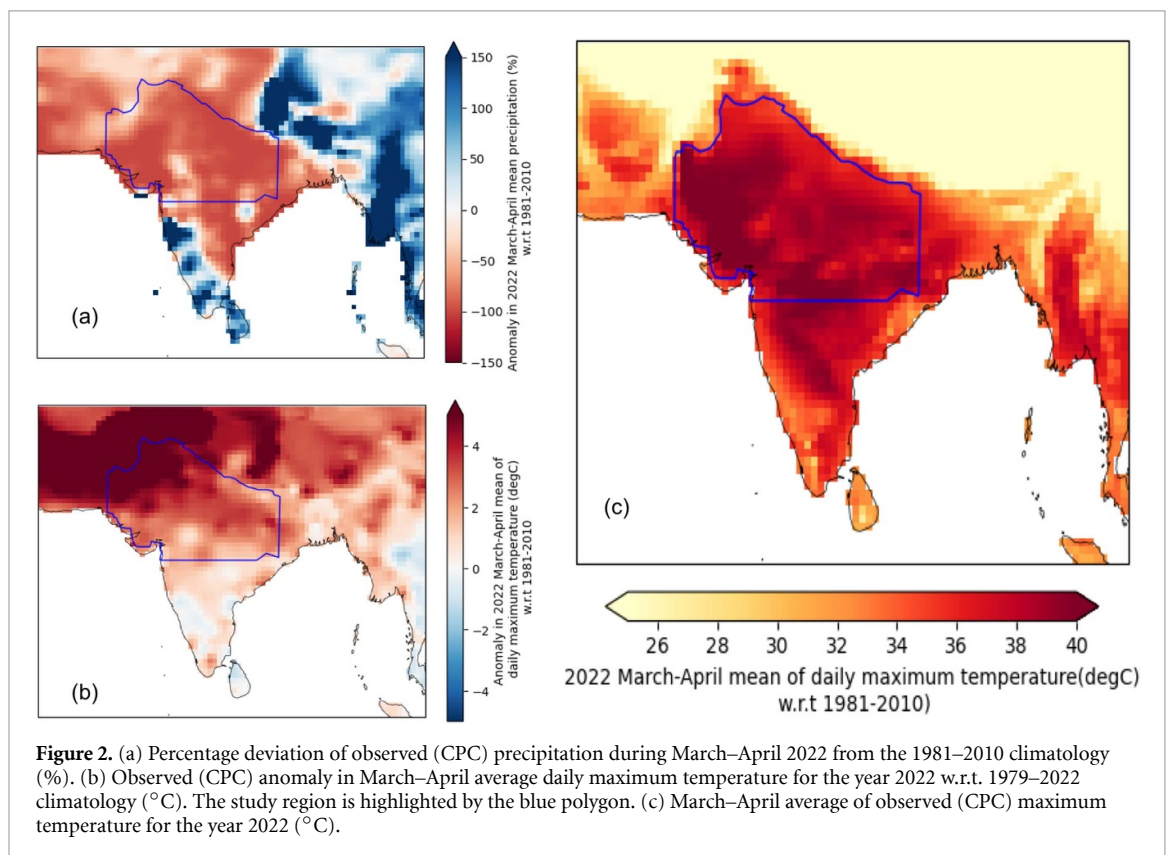 150
100
50
0
−50
−100
−150
Anomaly in 2022 March-April mean precipitation (%)
w.r.t 1981-2010
(a)
4
2
0
−2
−4
Anomaly in 2022 March-April mean of
daily maximum temperature (degC)
w.r.t 1981-2010
(b)
(c)
26 28 30 32 34 36 38 40
2022 March-April mean of daily maximum temperature(degC)
w.r.t 1981-2010)
Figure 2. (a) Percentage deviation of observed (CPC) precipitation during March–April 2022 from the 1981–2010 climatology
(%). (b) Observed (CPC) anomaly in March–April average daily maximum temperature for the year 2022 w.r.t. 1979–2022
climatology (°C). The study region is highlighted by the blue polygon. (c) March–April average of observed (CPC) maximum
temperature for the year 2022 (°C).